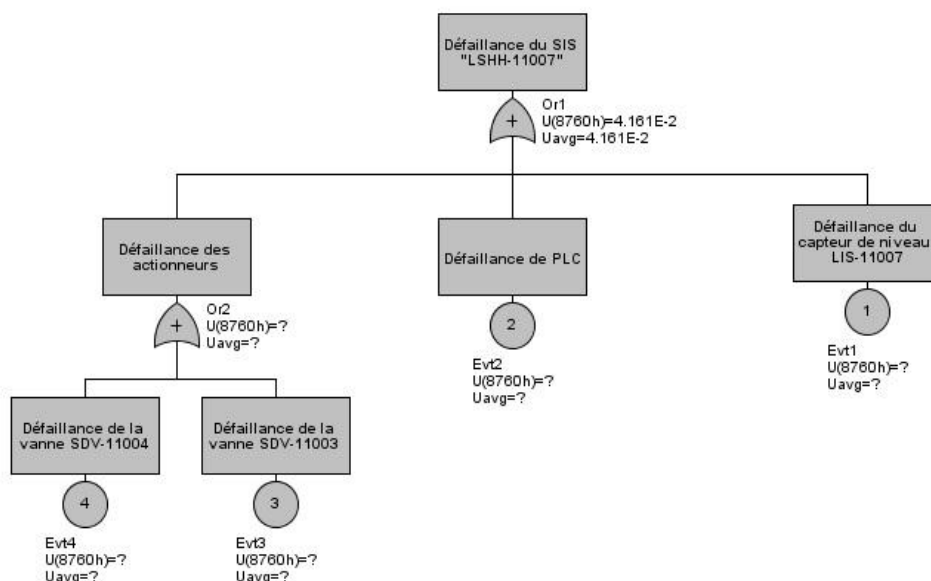 Défaillance du SIS
"LSHH-11007"
+
Or1
U(8760h)=4.161E-2
Uavg=4.161E-2
Défaillance des
actionneurs
Défaillance de PLC
Défaillance du
capteur de niveau
LIS-11007
+
Or2
U(8760h)=?
Uavg=?
2
Evt2
U(8760h)=?
Uavg=?
1
Evt1
U(8760h)=?
Uavg=?
Défaillance de la
vanne SDV-11004
Défaillance de la
vanne SDV-11003
4
Evt4
U(8760h)=?
Uavg=?
3
Evt3
U(8760h)=?
Uavg=?